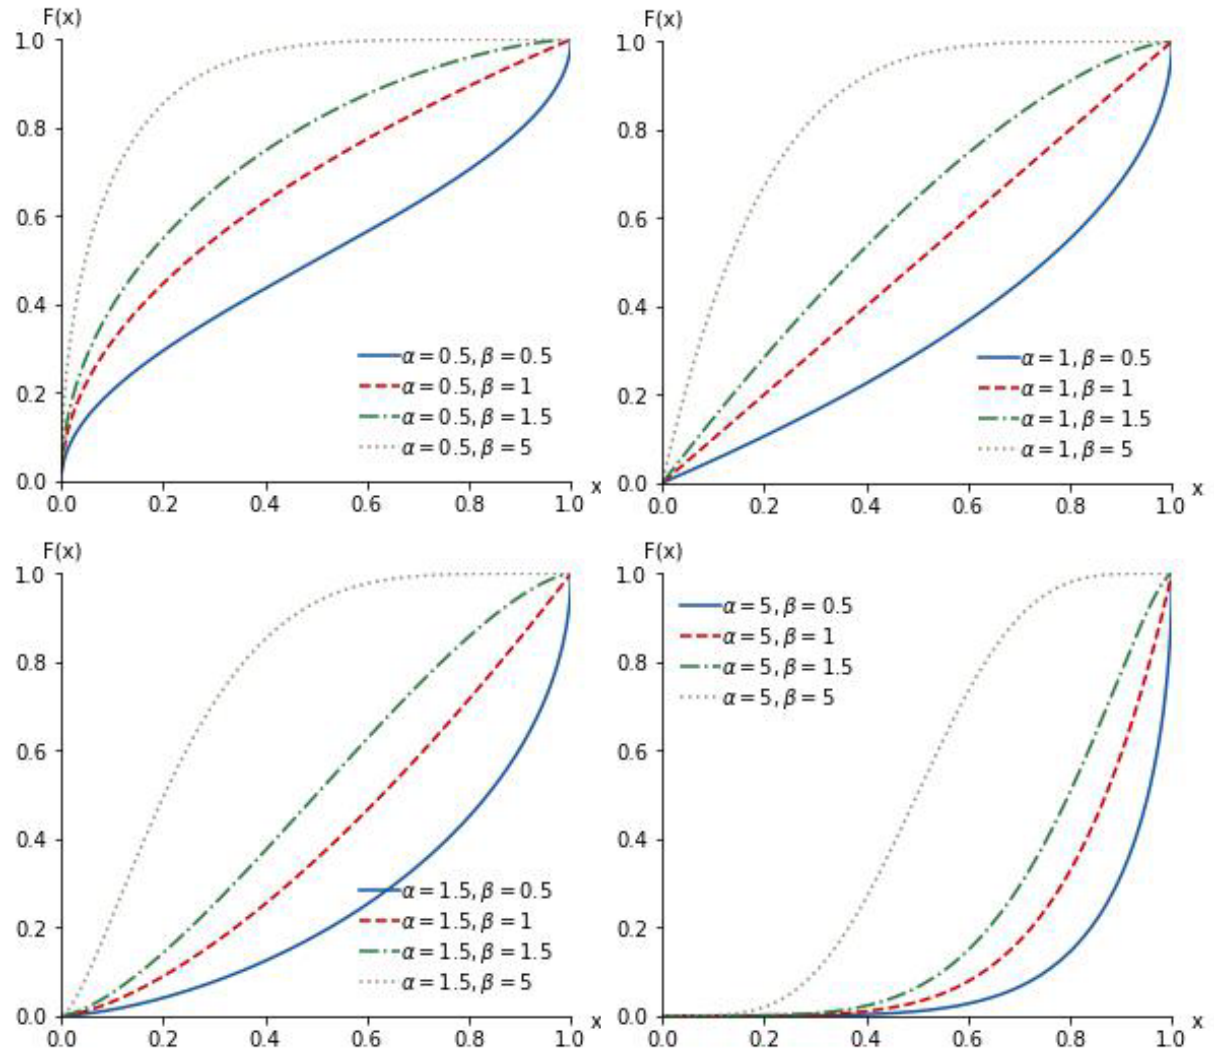 F(x)
1.0
0.8
0.6
0.4
0.2
0.0
α = 0.5, β = 0.5
α = 0.5, β = 1
α = 0.5, β = 1.5
α = 0.5, β = 5
0.0 0.2 0.4 0.6 0.8 1.0 x
F(x)
1.0
0.8
0.6
0.4
0.2
0.0
α = 1, β = 0.5
α = 1, β = 1
α = 1, β = 1.5
α = 1, β = 5
0.0 0.2 0.4 0.6 0.8 1.0 x
F(x)
1.0
0.8
0.6
0.4
0.2
0.0
α = 1.5, β = 0.5
α = 1.5, β = 1
α = 1.5, β = 1.5
α = 1.5, β = 5
0.0 0.2 0.4 0.6 0.8 1.0 x
F(x)
1.0
0.8
0.6
0.4
0.2
0.0
α = 5, β = 0.5
α = 5, β = 1
α = 5, β = 1.5
α = 5, β = 5
0.0 0.2 0.4 0.6 0.8 1.0 x